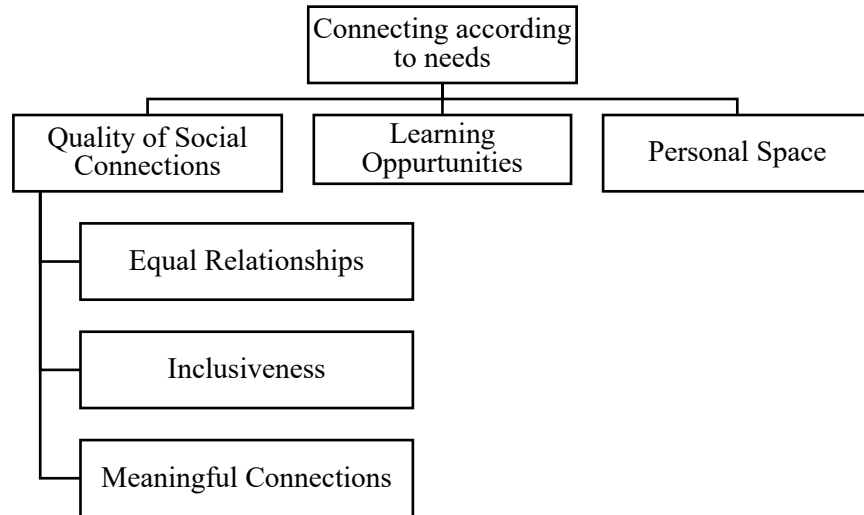 Connecting according
to needs
Quality of Social
Connections
Learning
Oppurtunities
Personal Space
Equal Relationships
Inclusiveness
Meaningful Connections